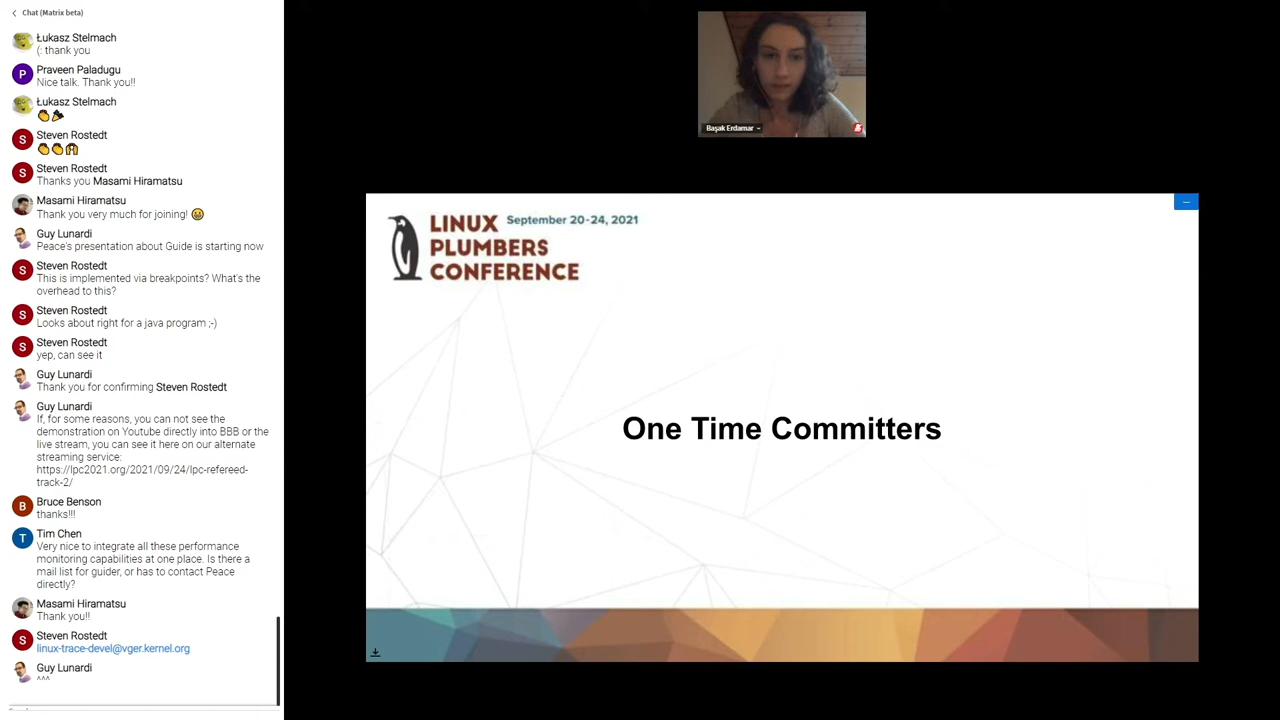 Chat (Matrix beta)
Łukasz Stelmach
(: thank you
Praveen Paladugu
Nice talk. Thank you!!
Łukasz Stelmach
Steven Rostedt
Steven Rostedt
Thanks you Masami Hiramatsu
Masami Hiramatsu
Thank you very much for joining!
Guy Lunardi
Peace's presentation about Guide is starting now
Steven Rostedt
This is implemented via breakpoints? What's the
overhead to this?
Steven Rostedt
Looks about right for a java program ;-)
Steven Rostedt
yep, can see it
Guy Lunardi
Thank you for confirming Steven Rostedt
Guy Lunardi
If, for some reasons, you can not see the
demonstration on Youtube directly into BBB or the
live stream, you can see it here on our alternate
streaming service:
https://lpc2021.org/2021/09/24/lpc-refereed-
track-2/
Bruce Benson
thanks!!!
Tim Chen
Very nice to integrate all these performance
monitoring capabilities at one place. Is there a
mail list for guider, or has to contact Peace
directly?
Masami Hiramatsu
Thank you!!
Steven Rostedt
linux-trace-devel@vger.kernel.org
Guy Lunardi
^^^
Başak Erdamar
LINUX September 20-24, 2021
PLUMBERS
CONFERENCE
One Time Committers
P
S
S
S
S
S
B
T
S